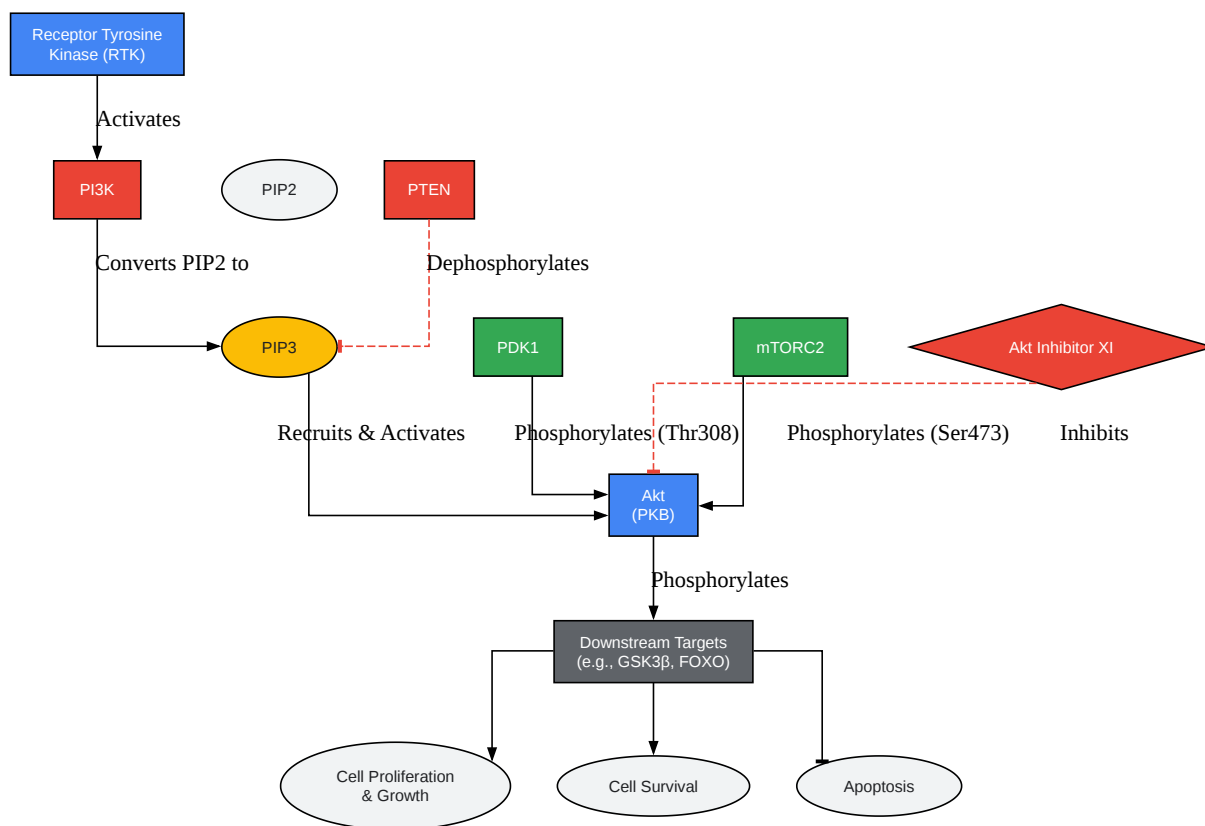 Receptor Tyrosine
Kinase (RTK)
Activates
PI3K
PIP2
PTEN
Converts PIP2 to
Dephosphorylates
PIP3
PDK1
mTORC2
Akt Inhibitor XI
Recruits & Activates
Phosphorylates (Thr308)
Phosphorylates (Ser473)
Inhibits
Akt
(PKB)
Phosphorylates
Downstream Targets
(e.g., GSK3β, FOXO)
Cell Proliferation
& Growth
Cell Survival
Apoptosis